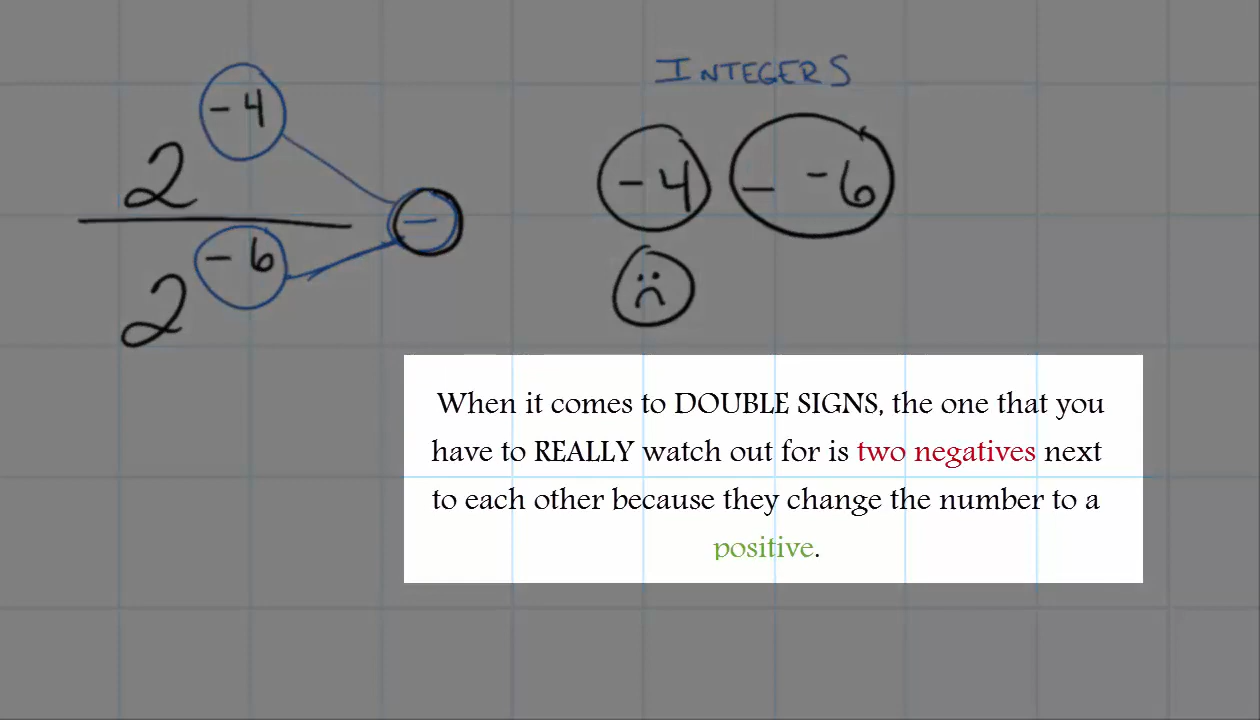 INTEGERS
2^-4
-4 - -6
—
2^-6
When it comes to DOUBLE SIGNS, the one that you
have to REALLY watch out for is two negatives next
to each other because they change the number to a
positive.